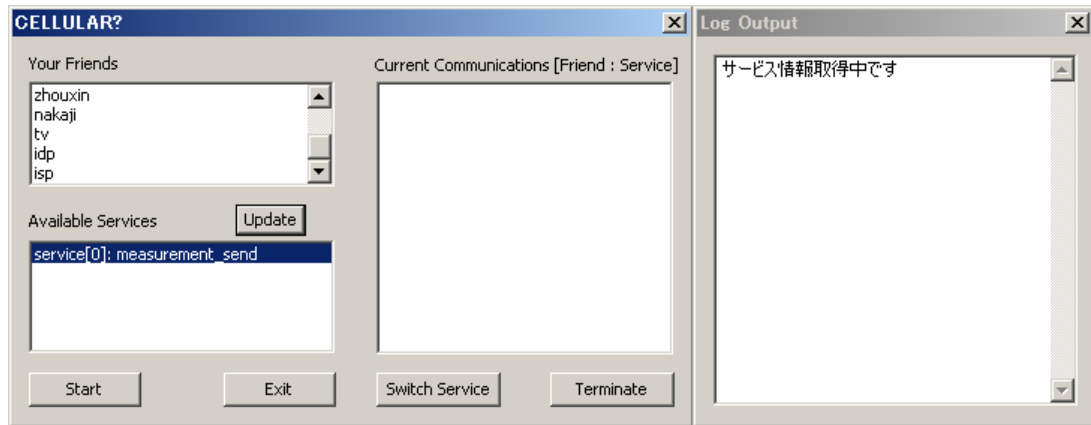 CELLULAR?
Your Friends
zhouxin
nakaji
tv
idp
isp
Available Services
Update
service[0]: measurement_send
Start
Exit
Current Communications [Friend : Service]
Switch Service
Terminate
Log Output
サービス情報取得中です